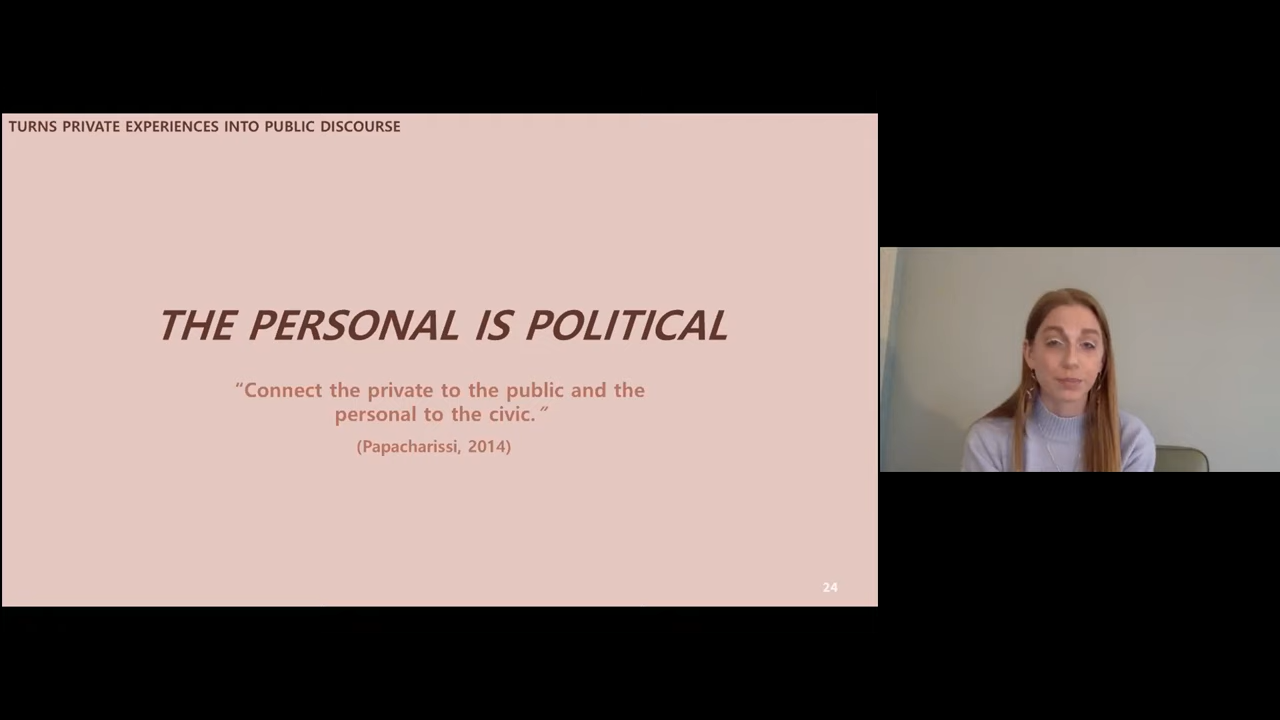 TURNS PRIVATE EXPERIENCES INTO PUBLIC DISCOURSE
THE PERSONAL IS POLITICAL
“Connect the private to the public and the
personal to the civic.”
(Papacharissi, 2014)
24